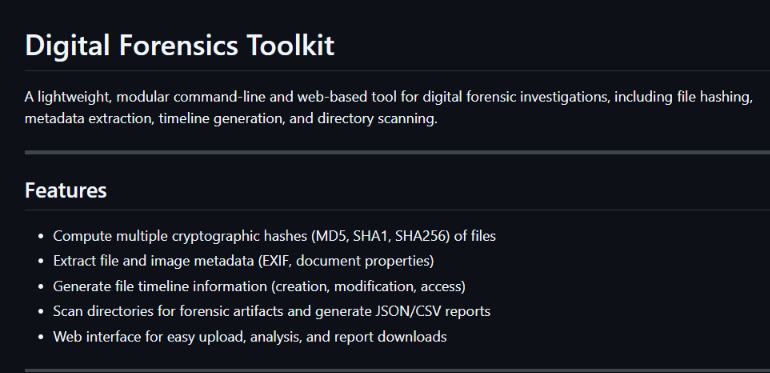 Digital Forensics Toolkit
A lightweight, modular command-line and web-based tool for digital forensic investigations, including file hashing,
metadata extraction, timeline generation, and directory scanning.
Features
• Compute multiple cryptographic hashes (MD5, SHA1, SHA256) of files
• Extract file and image metadata (EXIF, document properties)
• Generate file timeline information (creation, modification, access)
• Scan directories for forensic artifacts and generate JSON/CSV reports
• Web interface for easy upload, analysis, and report downloads